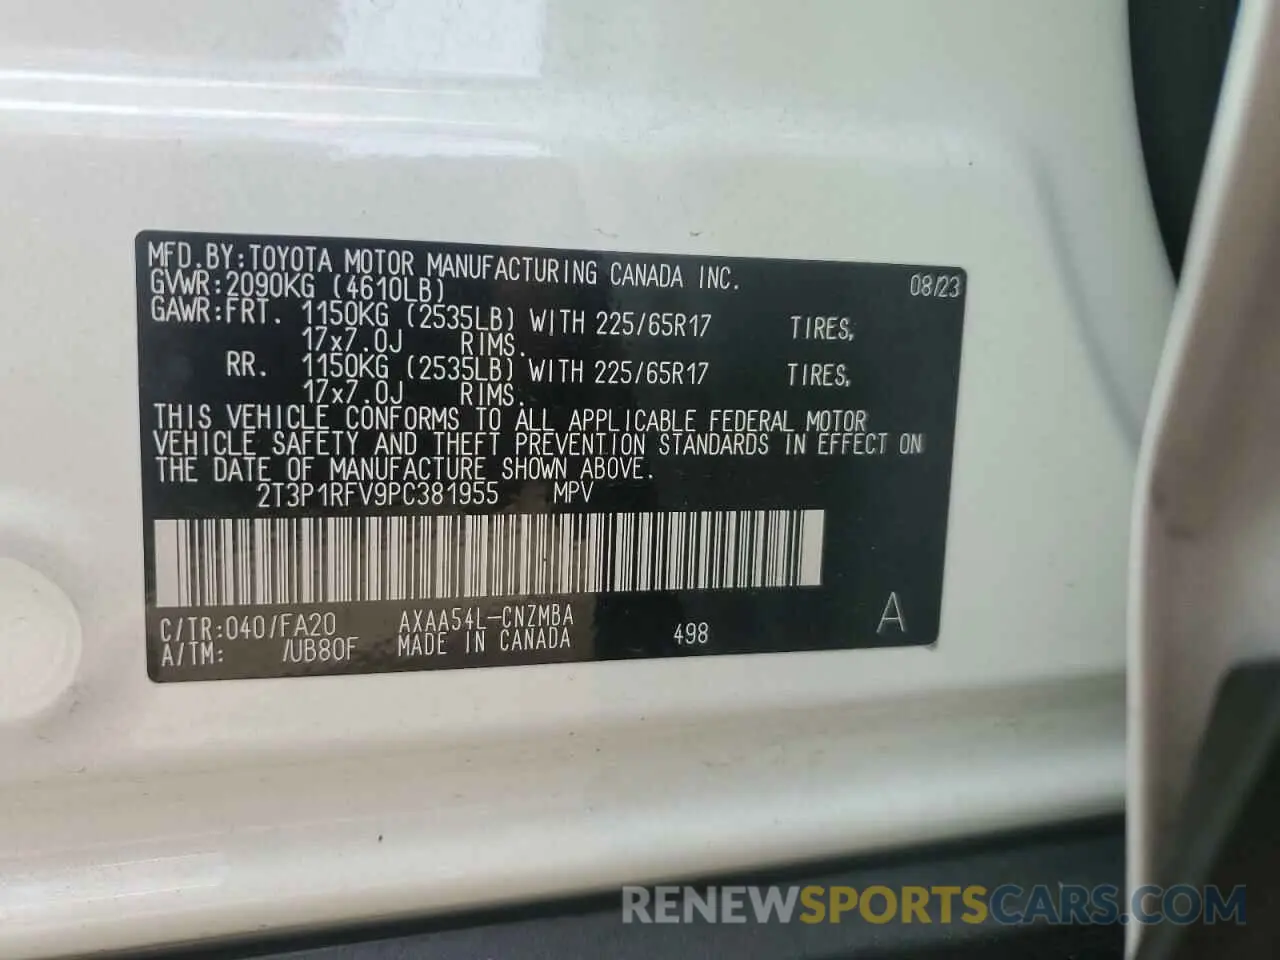 MFD.BY:TOYOTA MOTOR MANUFACTURING CANADA INC. 08/23
GVWR:2090KG (4610LB)
GAWR:FRT. 1150KG (2535LB) WITH 225/65R17 TIRES,
17x7.0J RIMS.
RR. 1150KG (2535LB) WITH 225/65R17 TIRES,
17x7.0J RIMS.
THIS VEHICLE CONFORMS TO ALL APPLICABLE FEDERAL MOTOR
VEHICLE SAFETY AND THEFT PREVENTION STANDARDS IN EFFECT ON
THE DATE OF MANUFACTURE SHOWN ABOVE.
2T3P1RFV9PC381955 MPV
C/TR:040/FA20 AXAA54L-CNZMBA A
A/TM: /UB80F MADE IN CANADA 498
RENEWSPORTSCARS.COM